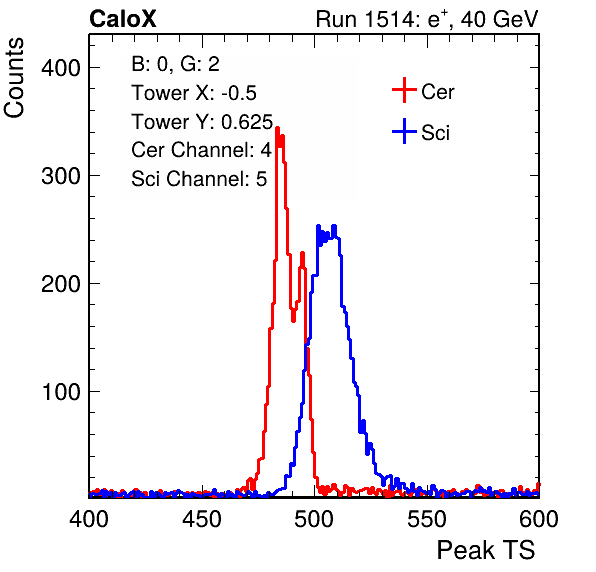 CaloX Run 1514: e⁺, 40 GeV
Counts
400
300
200
100
B: 0, G: 2
Tower X: -0.5
Tower Y: 0.625
Cer Channel: 4
Sci Channel: 5
Cer
Sci
400 450 500 550 600
Peak TS